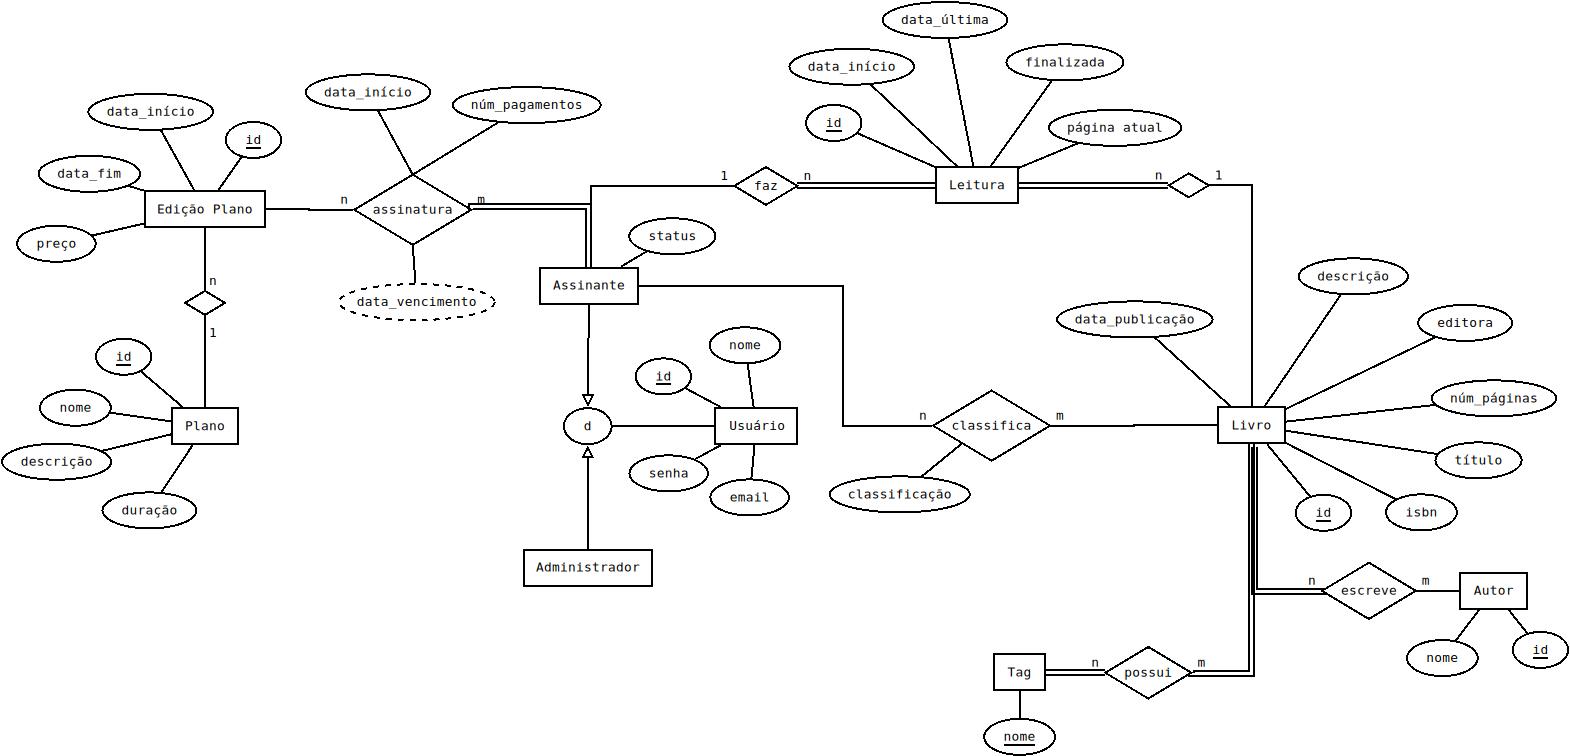 data_última
data_início
finalizada
id
página atual
Leitura
1
faz
n
n
1
data_início
núm_pagamentos
data_início
id
data_fim
Edição Plano
preço
n
assinatura
m
data_vencimento
status
Assinante
n
1
id
nome
descrição
Plano
duração
nome
id
d
Usuário
senha
email
Administrador
n
classifica
m
classificação
descrição
data_publicação
editora
núm_páginas
Livro
título
id
isbn
n
escreve
m
Autor
nome
id
Tag
n
possui
m
nome